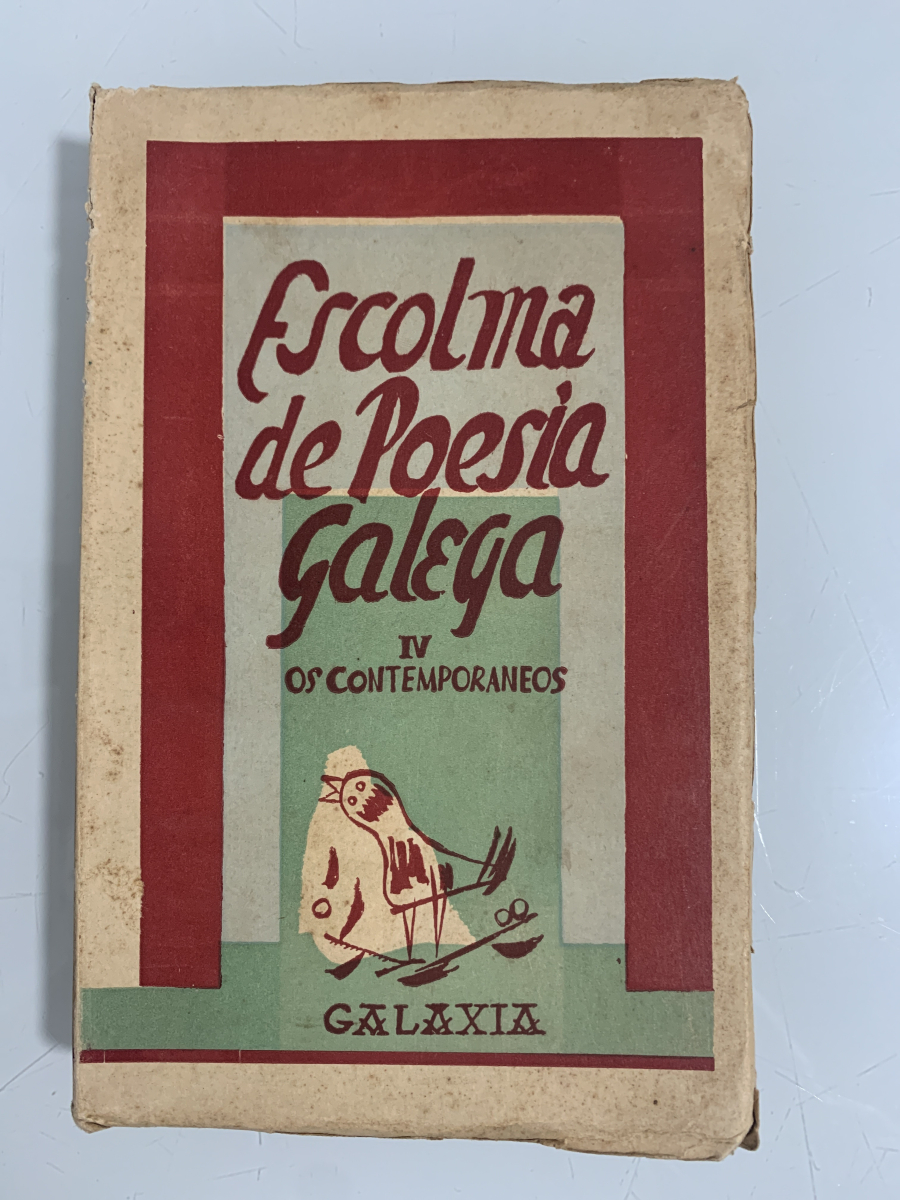 Escolma
de Poesia
Galega
IV
OS CONTEMPORANEOS
GALAXIA